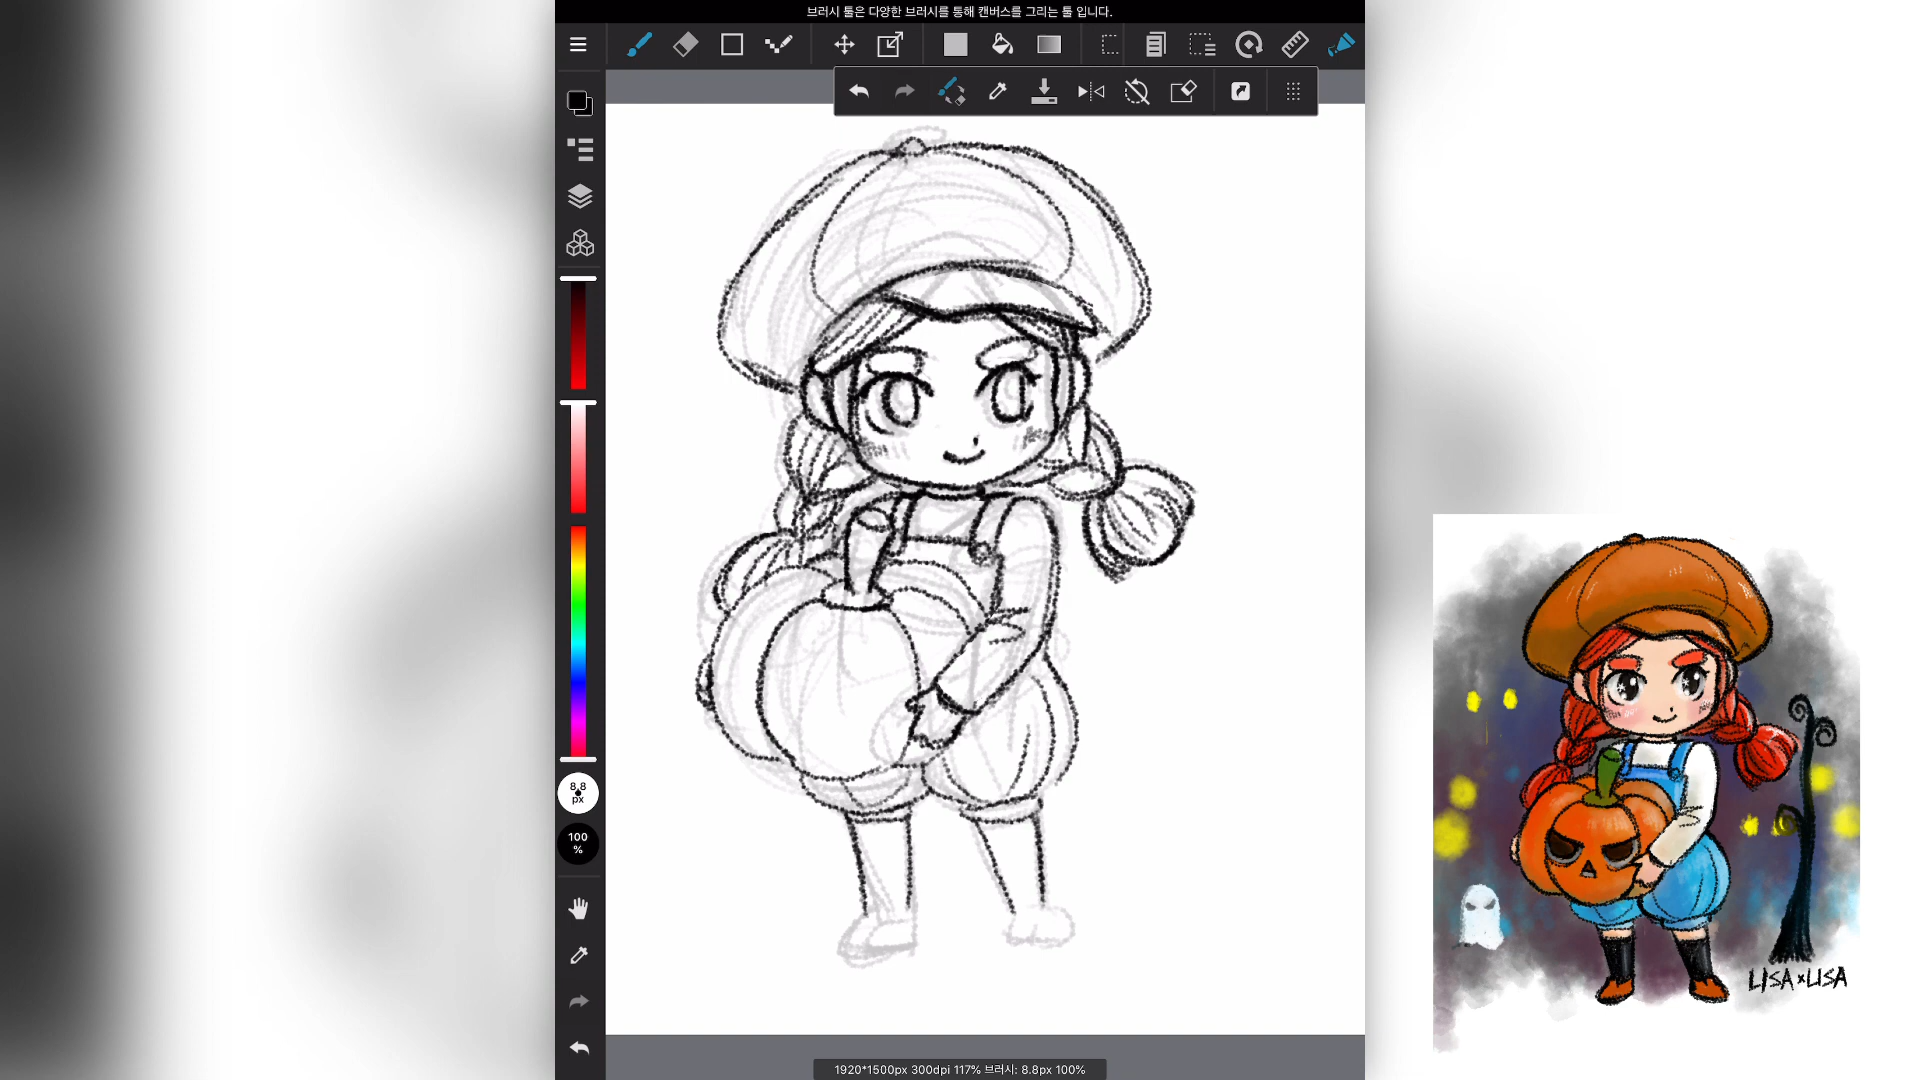 브러시 툴은 다양한 브러시를 통해 캔버스를 그리는 툴 입니다.
8.8
px
100
%
LISA×LISA
1920*1500px 300dpi 117% 브러시: 8.8px 100%